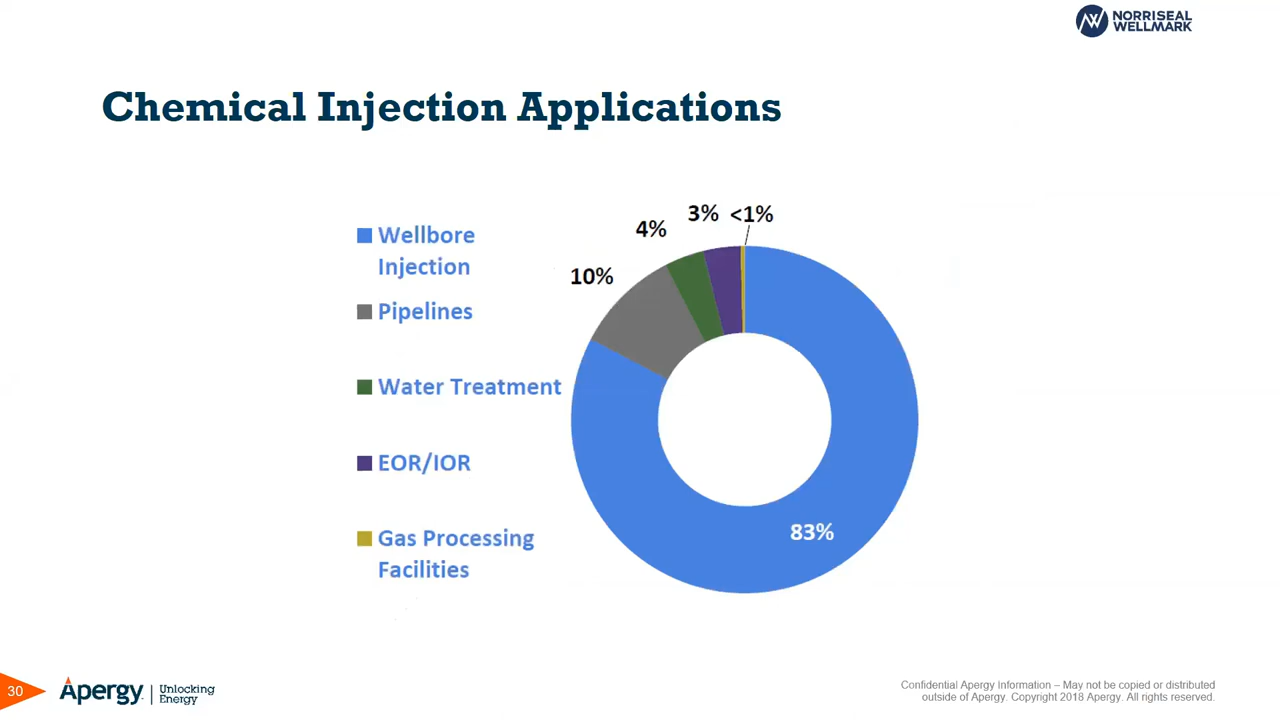 NORRISEAL
WELLMARK
Chemical Injection Applications
Wellbore
Injection
Pipelines
Water Treatment
EOR/IOR
Gas Processing
Facilities
10%
4%
3%
<1%
83%
30
Apergy
Unlocking
Energy
Confidential Apergy Information – May not be copied or distributed
outside of Apergy. Copyright 2018 Apergy. All rights reserved.